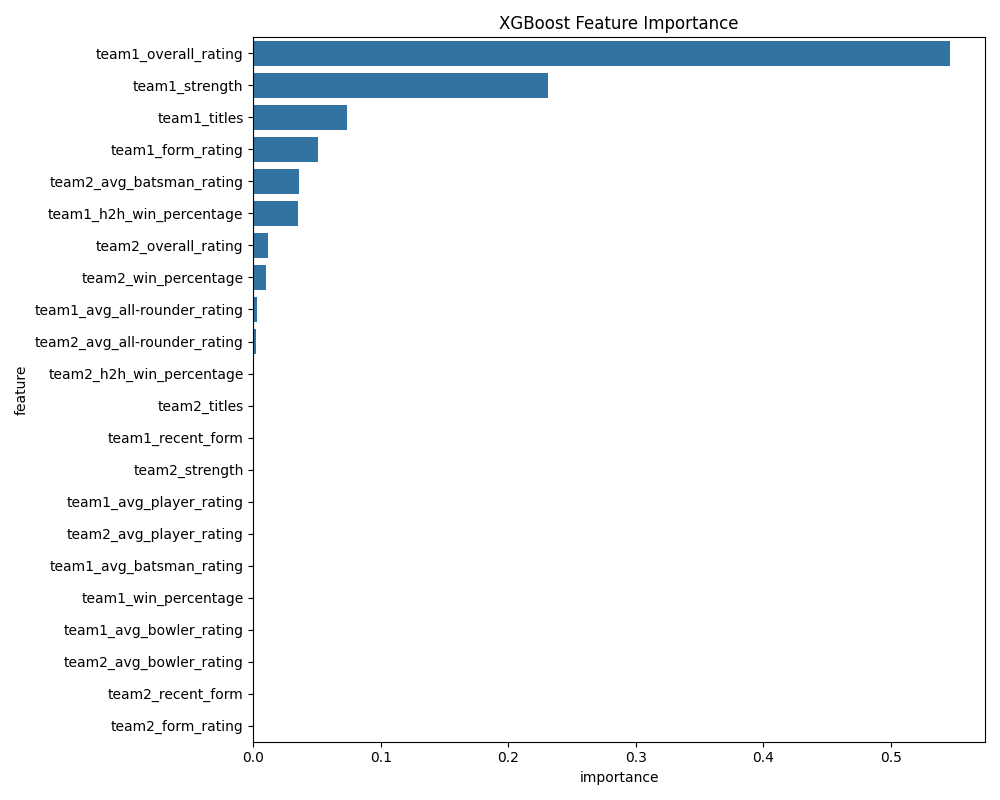 XGBoost Feature Importance
team1_overall_rating
team1_strength
team1_titles
team1_form_rating
team2_avg_batsman_rating
team1_h2h_win_percentage
team2_overall_rating
team2_win_percentage
team1_avg_all-rounder_rating
team2_avg_all-rounder_rating
team2_h2h_win_percentage
team2_titles
team1_recent_form
team2_strength
team1_avg_player_rating
team2_avg_player_rating
team1_avg_batsman_rating
team1_win_percentage
team1_avg_bowler_rating
team2_avg_bowler_rating
team2_recent_form
team2_form_rating
feature
0.0 0.1 0.2 0.3 0.4 0.5
importance